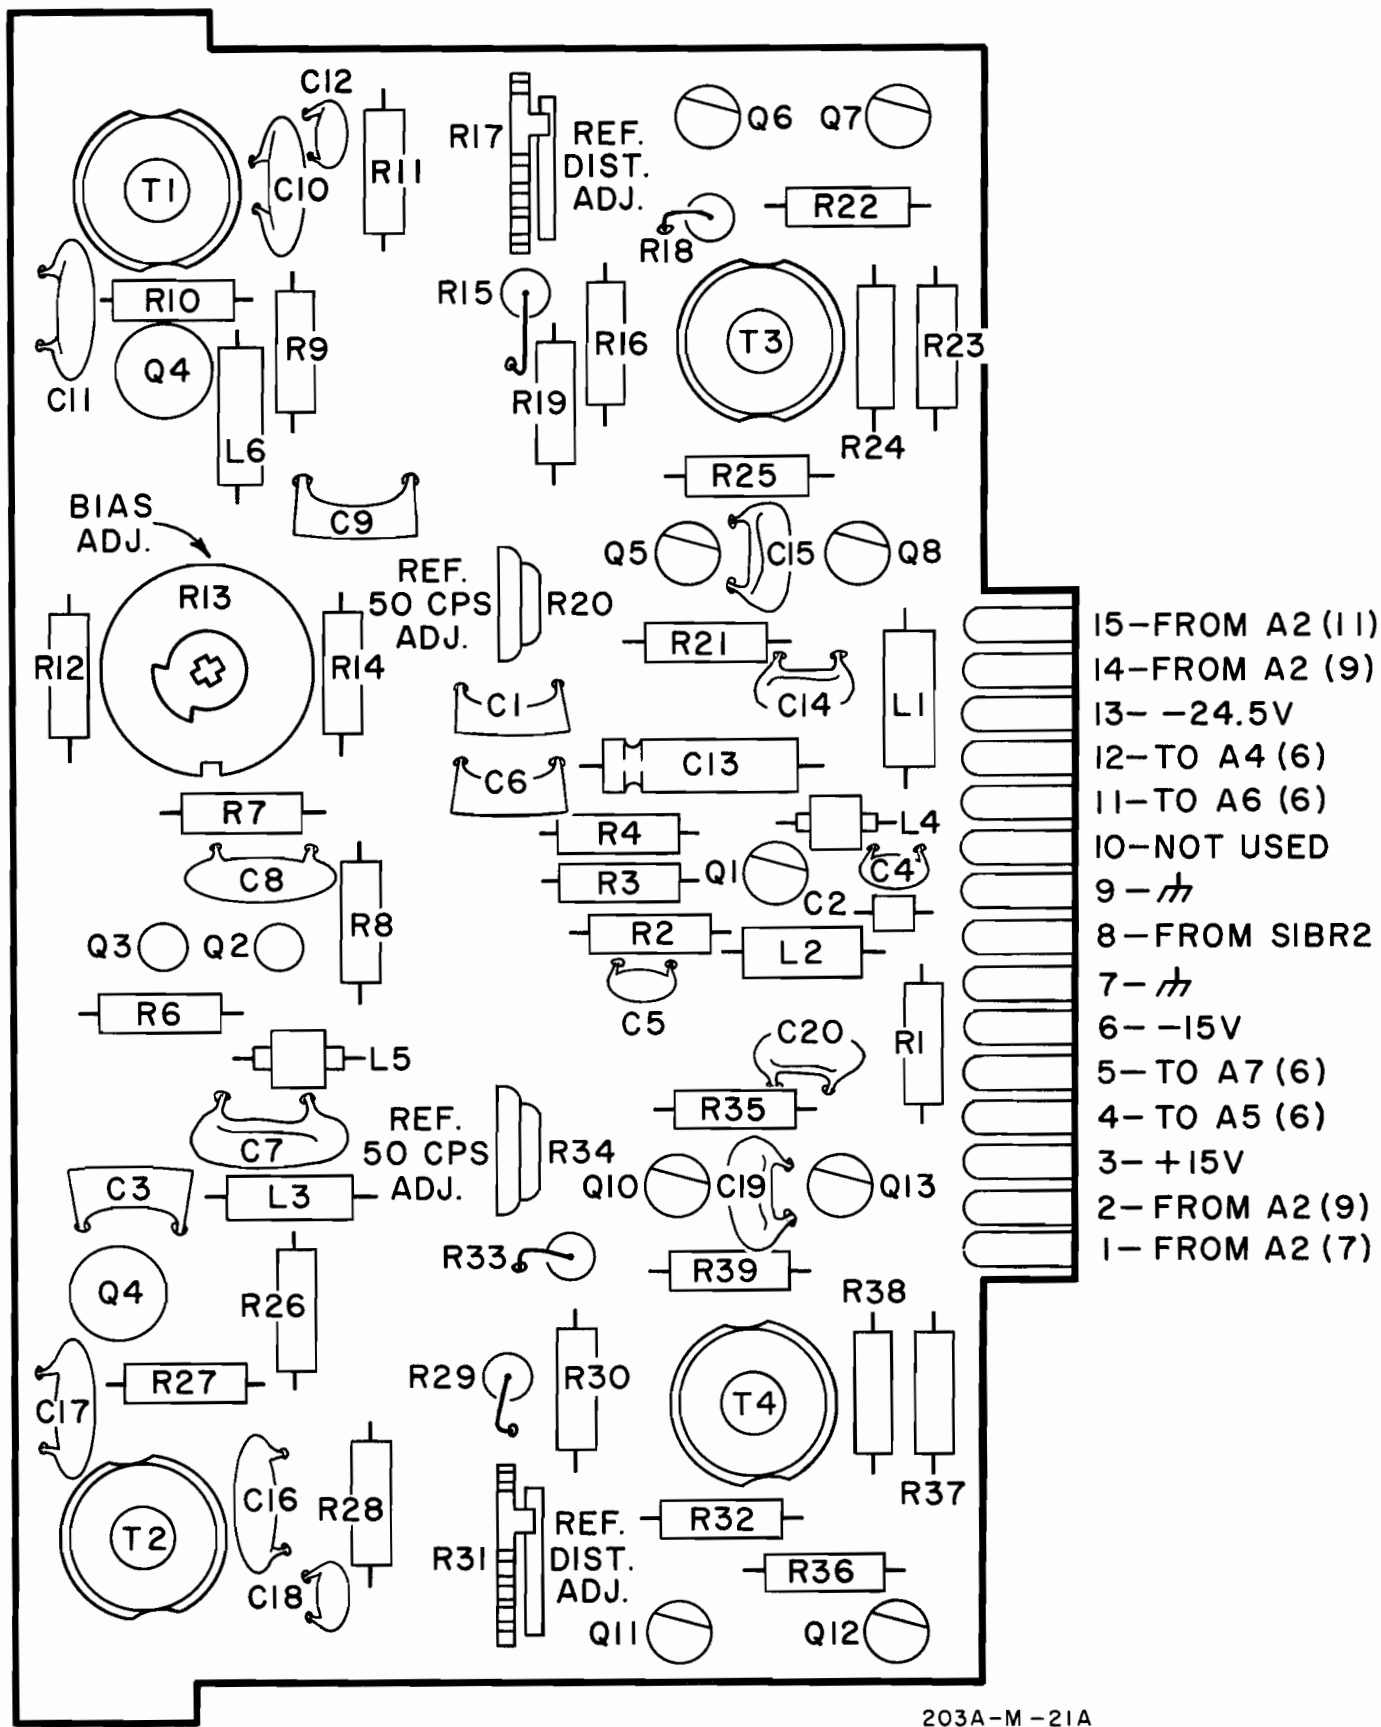 C12
R17
REF.
DIST.
ADJ.
Q6
Q7
T1
C10
R11
R22
R18
C11
R10
R9
R15
R16
T3
R23
Q4
L6
R19
R24
R25
BIAS
ADJ.
C9
Q5
C15
Q8
R13
REF.
50 CPS
ADJ.
R20
R12
R14
R21
C1
C14
L1
C6
C13
R7
R4
L4
C8
R3
Q1
C4
C2
R8
Q3
Q2
R2
L2
R6
C5
C20
R1
L5
R35
C7
REF.
50 CPS
ADJ.
R34
C3
L3
Q10
C19
Q13
R33
R39
Q4
R26
R38
R27
R29
R30
T4
C17
R37
C16
R28
T2
R31
REF.
DIST.
ADJ.
R32
R36
C18
Q11
Q12
15-FROM A2 (11)
14-FROM A2 (9)
13- -24.5V
12-TO A4 (6)
11-TO A6 (6)
10-NOT USED
9-
8-FROM S1BR2
7-
6- -15V
5-TO A7 (6)
4-TO A5 (6)
3-+15V
2-FROM A2 (9)
1-FROM A2 (7)
203A-M-21A